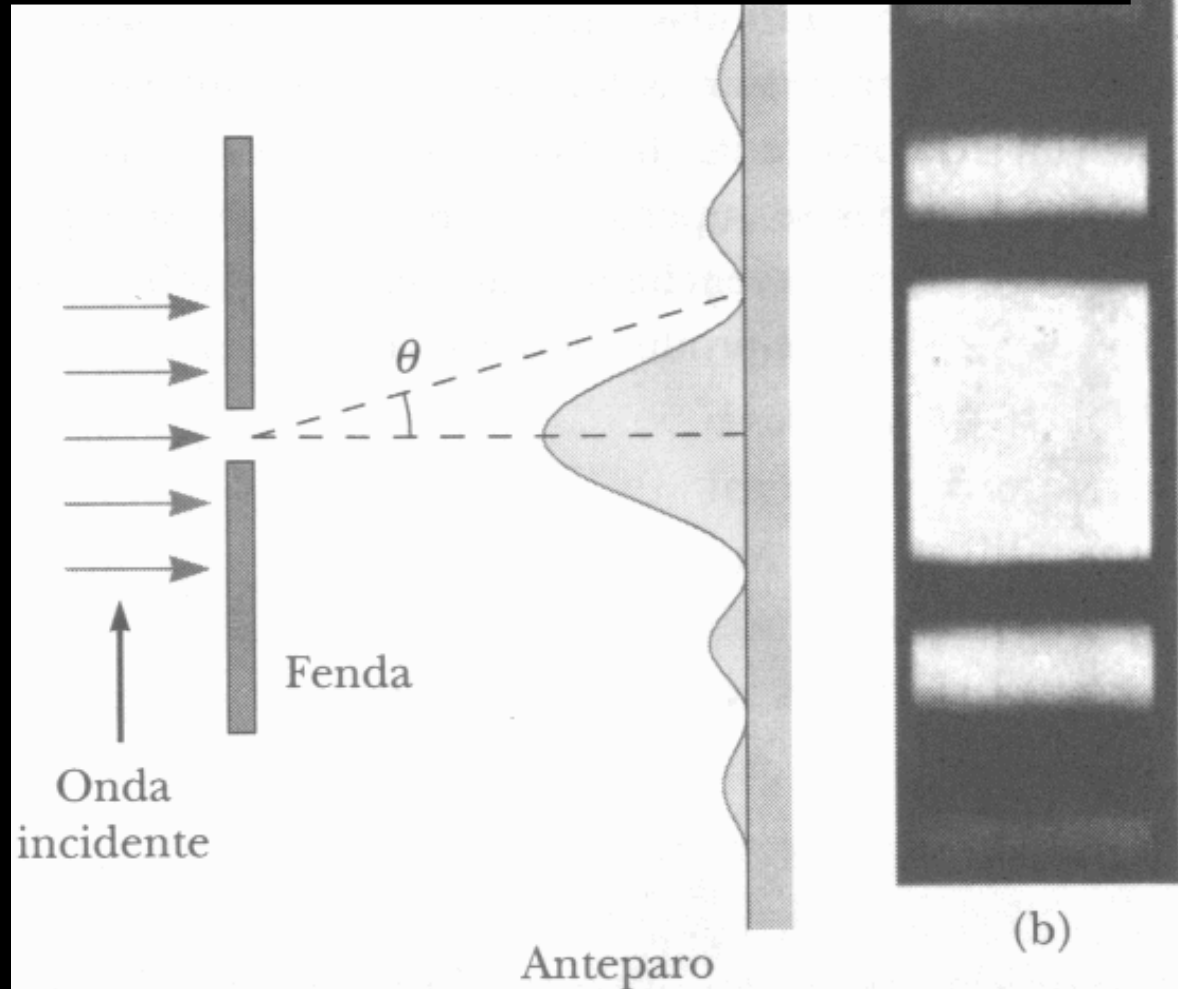 θ
Fenda
Onda
incidente
(b)
Anteparo